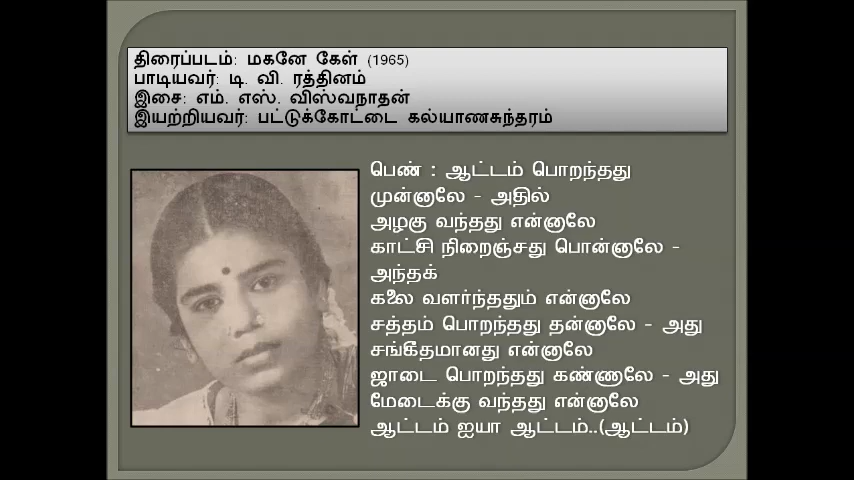 திரைப்படம்: மகனே கேள் (1965)
பாடியவர்: டி. வி. ரத்தினம்
இசை: எம். எஸ். விஸ்வநாதன்
இயற்றியவர்: பட்டுக்கோட்டை கல்யாணசுந்தரம்
பெண் : ஆட்டம் பொறந்தது
முன்னாலே - அதில்
அழகு வந்தது என்னாலே
காட்சி நிறைஞ்சது பொன்னாலே -
அந்தக்
கலை வளர்ந்ததும் என்னாலே
சத்தம் பொறந்தது தன்னாலே - அது
சங்கீதமானது என்னாலே
ஜாடை பொறந்தது கண்ணாலே - அது
மேடைக்கு வந்தது என்னாலே
ஆட்டம் ஐயா ஆட்டம்..(ஆட்டம்)